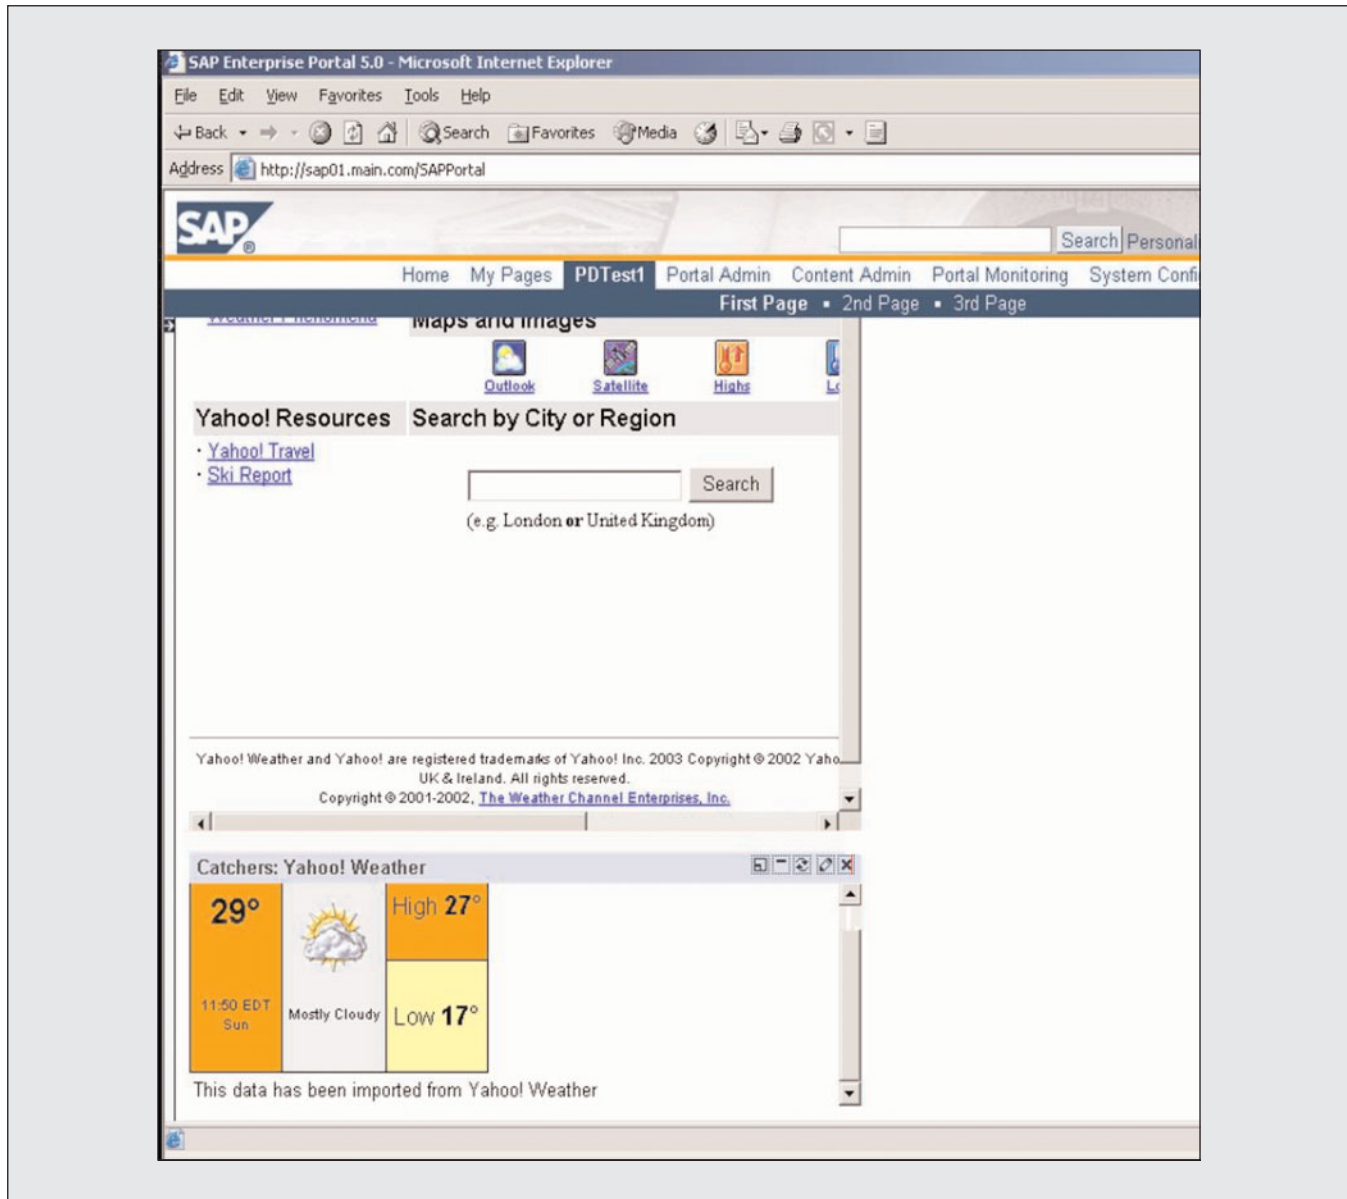 SAP Enterprise Portal 5.0 - Microsoft Internet Explorer
File Edit View Favorites Tools Help
Back Search Favorites Media
Address http://sap01.main.com/SAPPortal
SAP®
Search Personali
Home My Pages PDTest1 Portal Admin Content Admin Portal Monitoring System Confi
First Page ▪ 2nd Page ▪ 3rd Page
Weather Phenomena Maps and Images
Outlook Satellite Highs Lo
Yahoo! Resources Search by City or Region
· Yahoo! Travel
· Ski Report
Search
(e.g. London or United Kingdom)
Yahoo! Weather and Yahoo! are registered trademarks of Yahoo! Inc. 2003 Copyright © 2002 Yaho
UK & Ireland. All rights reserved.
Copyright © 2001-2002, The Weather Channel Enterprises, Inc.
Catchers: Yahoo! Weather
29° High 27°
11:50 EDT
Sun
Mostly Cloudy
Low 17°
This data has been imported from Yahoo! Weather